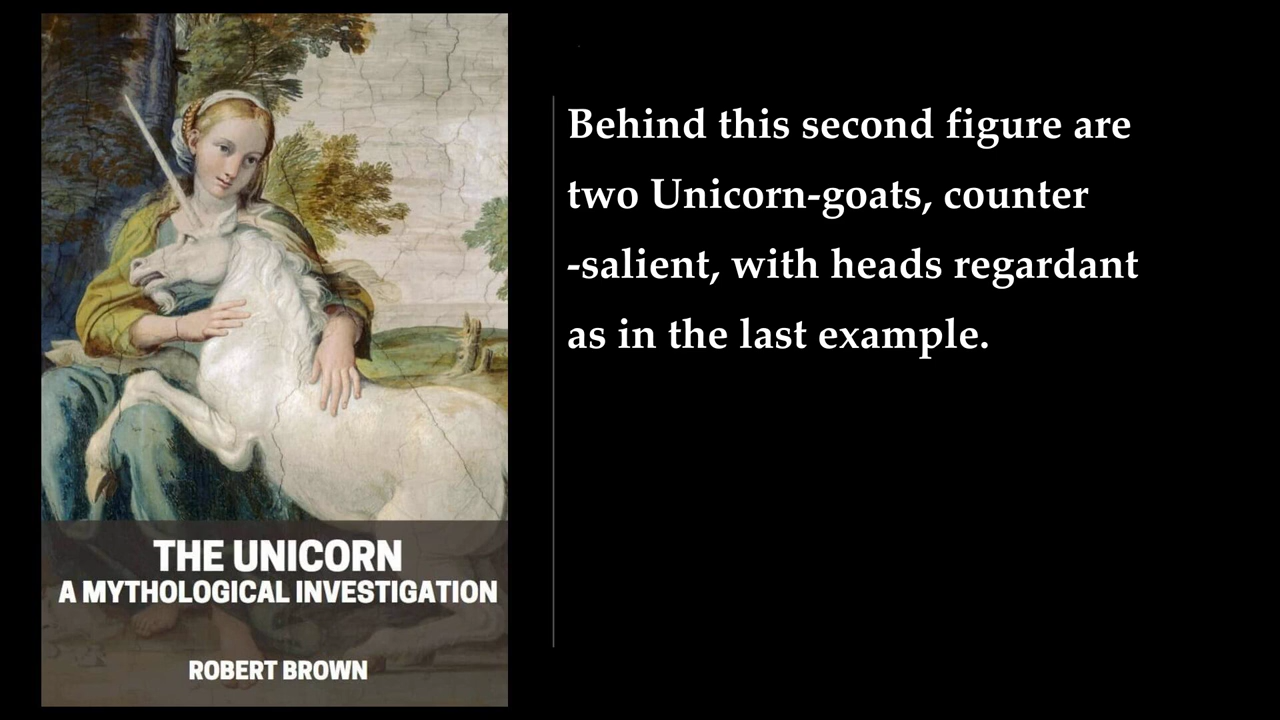 THE UNICORN
A MYTHOLOGICAL INVESTIGATION
ROBERT BROWN
Behind this second figure are
two Unicorn-goats, counter
-salient, with heads regardant
as in the last example.